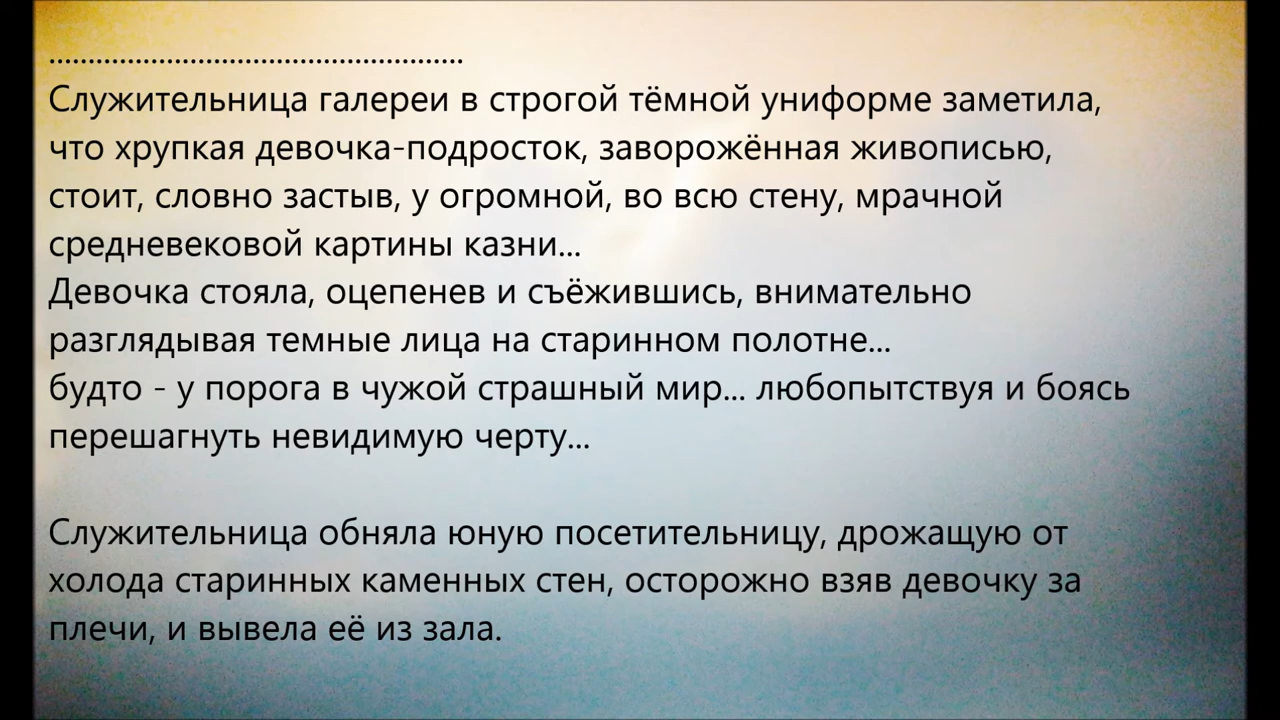 .....................................................
Служительница галереи в строгой тёмной униформе заметила,
что хрупкая девочка-подросток, заворожённая живописью,
стоит, словно застыв, у огромной, во всю стену, мрачной
средневековой картины казни...
Девочка стояла, оцепенев и съёжившись, внимательно
разглядывая темные лица на старинном полотне...
будто - у порога в чужой страшный мир... любопытствуя и боясь
перешагнуть невидимую черту...
Служительница обняла юную посетительницу, дрожащую от
холода старинных каменных стен, осторожно взяв девочку за
плечи, и вывела её из зала.